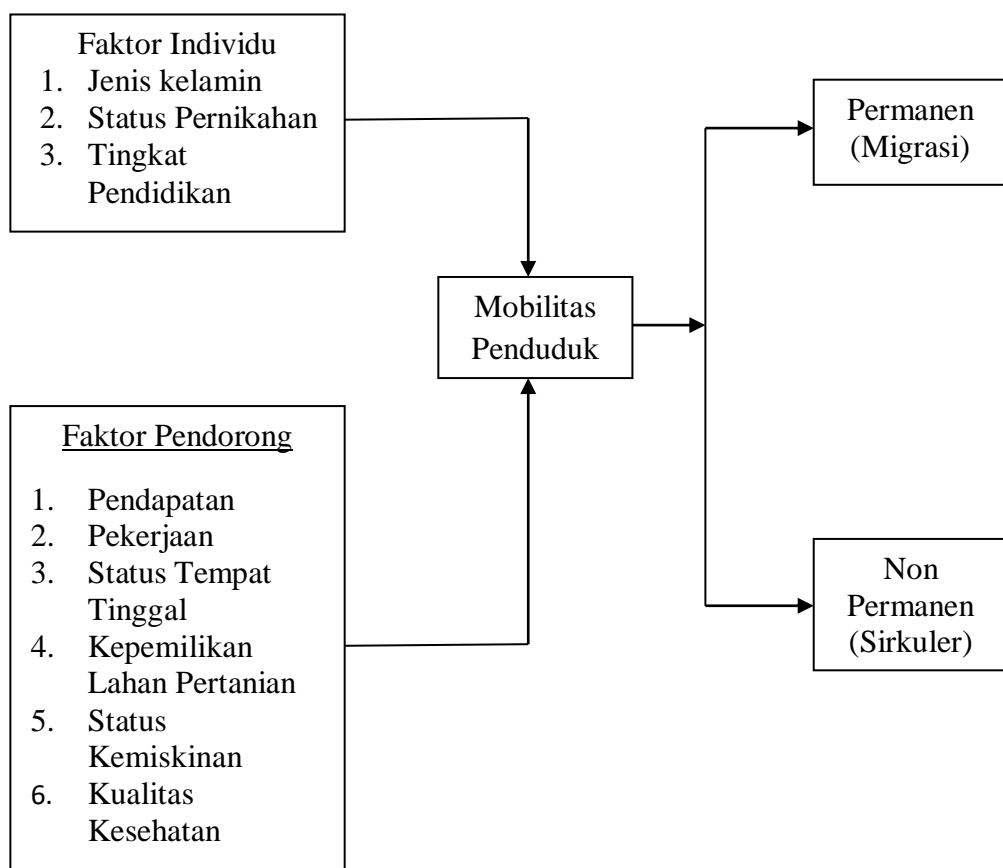 Faktor Individu
1. Jenis kelamin
2. Status Pernikahan
3. Tingkat
Pendidikan
Permanen
(Migrasi)
Mobilitas
Penduduk
Faktor Pendorong
1. Pendapatan
2. Pekerjaan
3. Status Tempat
Tinggal
4. Kepemilikan
Lahan Pertanian
5. Status
Kemiskinan
6. Kualitas
Kesehatan
Non
Permanen
(Sirkuler)